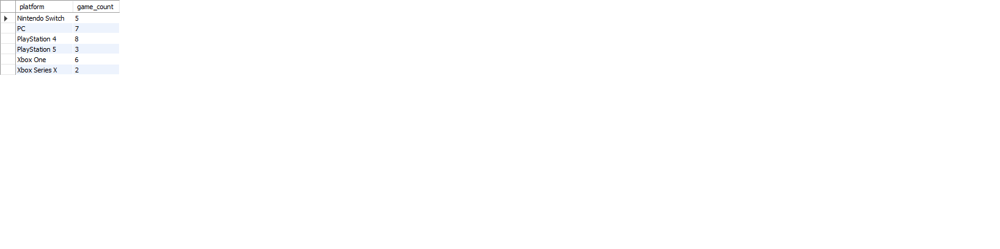 platform game_count
Nintendo Switch 5
PC 7
PlayStation 4 8
PlayStation 5 3
Xbox One 6
Xbox Series X 2